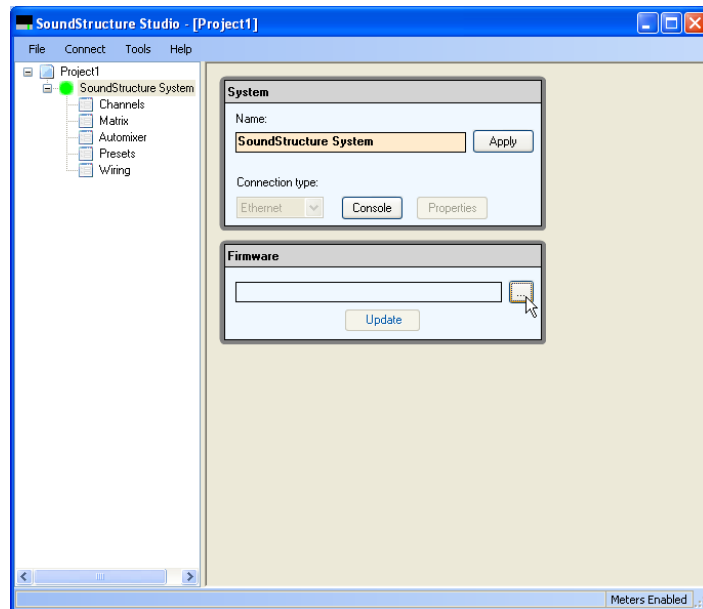 SoundStructure Studio - [Project1]
File Connect Tools Help
Project1
SoundStructure System
Channels
Matrix
Automixer
Presets
Wiring
System
Name:
SoundStructure System
Apply
Connection type:
Ethernet
Console
Properties
Firmware
...
Update
Meters Enabled